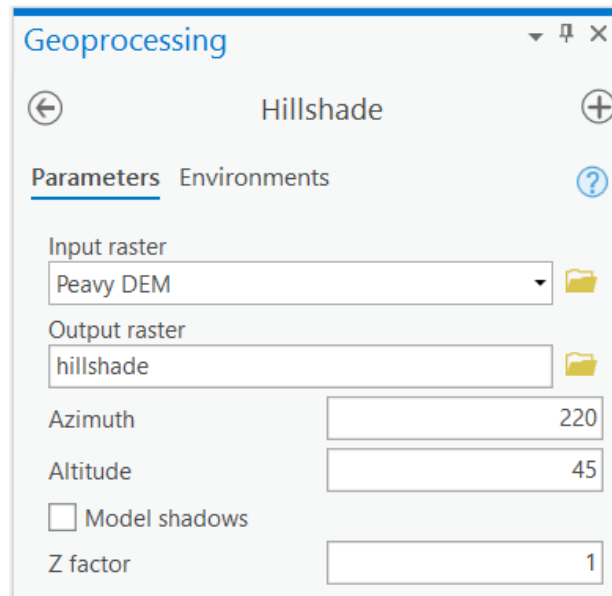 Geoprocessing
Hillshade
Parameters Environments
Input raster
Peavy DEM
Output raster
hillshade
Azimuth 220
Altitude 45
Model shadows
Z factor 1